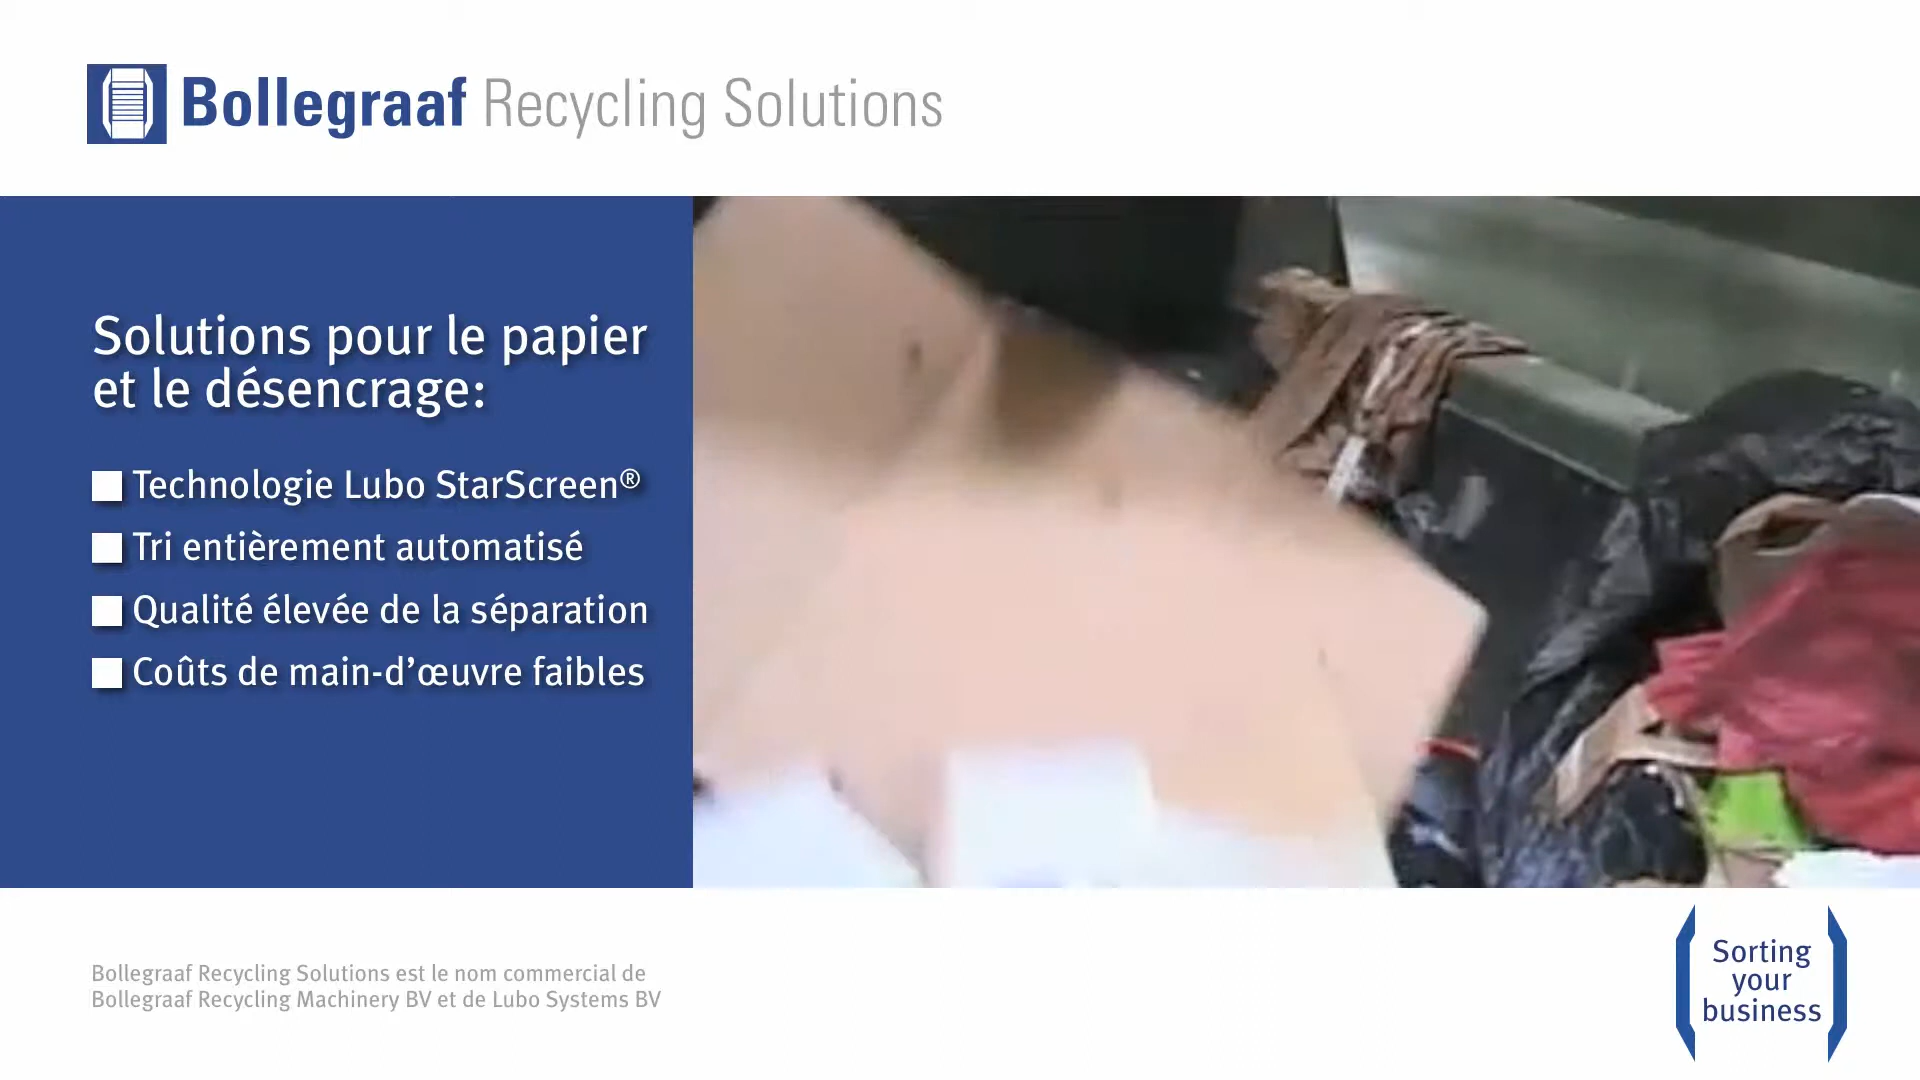 Bollegraaf Recycling Solutions
Solutions pour le papier
et le désencrage:
Technologie Lubo StarScreen®
Tri entièrement automatisé
Qualité élevée de la séparation
Coûts de main-d’œuvre faibles
Bollegraaf Recycling Solutions est le nom commercial de
Bollegraaf Recycling Machinery BV et de Lubo Systems BV
Sorting
your
business